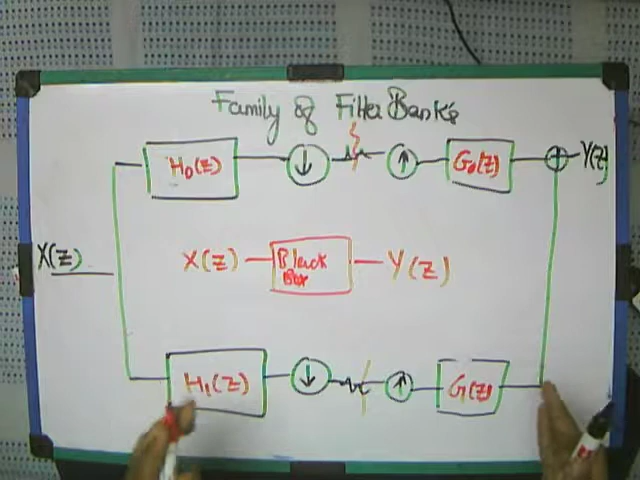 Family of Filter Banks
H₀(z) ↓ ↑ G₀(z) + Y(z)
X(z)
X(z) Black Box Y(z)
H₁(z) ↓ ↑ G₁(z)